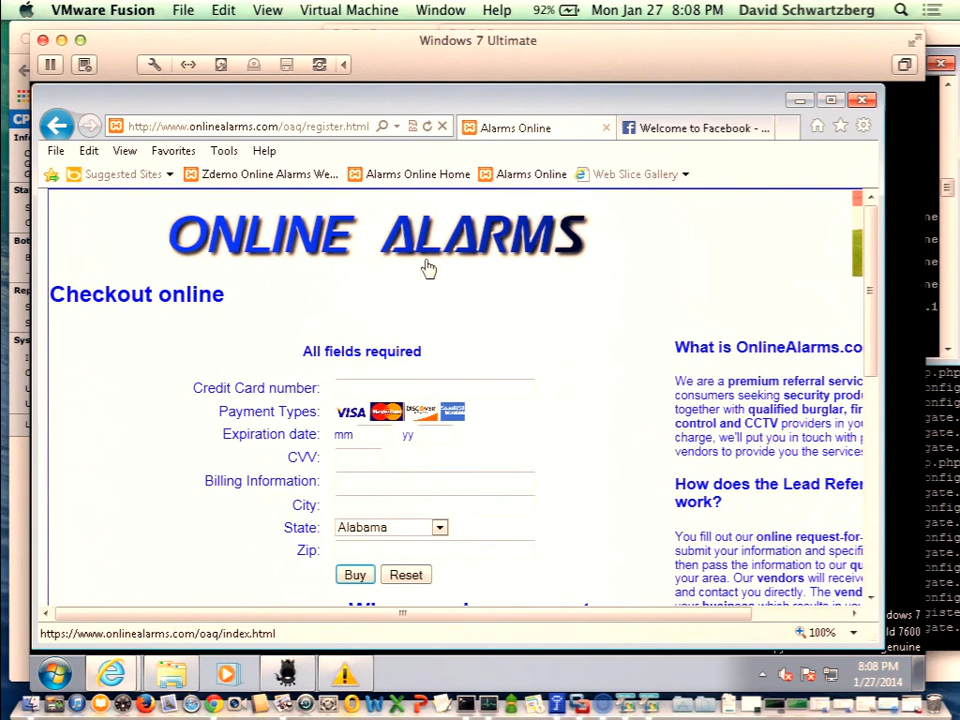 VMware Fusion File Edit View Virtual Machine Window Help 92% Mon Jan 27 8:08 PM David Schwartzberg
Windows 7 Ultimate
http://www.onlinealarms.com/oaq/register.html
Alarms Online
Welcome to Facebook - ...
File Edit View Favorites Tools Help
Suggested Sites
Zdemo Online Alarms We...
Alarms Online Home
Alarms Online
Web Slice Gallery
ONLINE ALARMS
Checkout online
All fields required
Credit Card number:
Payment Types: VISA MasterCard DISCOVER
Expiration date: mm yy
CVV:
Billing Information:
City:
State: Alabama
Zip:
Buy Reset
What is OnlineAlarms.co
We are a premium referral servic
consumers seeking security produ
together with qualified burglar, fir
control and CCTV providers in you
charge, we'll put you in touch with p
vendors to provide you the services
How does the Lead Refer
work?
You fill out our online request-for-
submit your information and specifi
then pass the information to our qu
your area. Our vendors will receive
and contact you directly. The vend
https://www.onlinealarms.com/oaq/index.html
100%
8:08 PM
1/27/2014